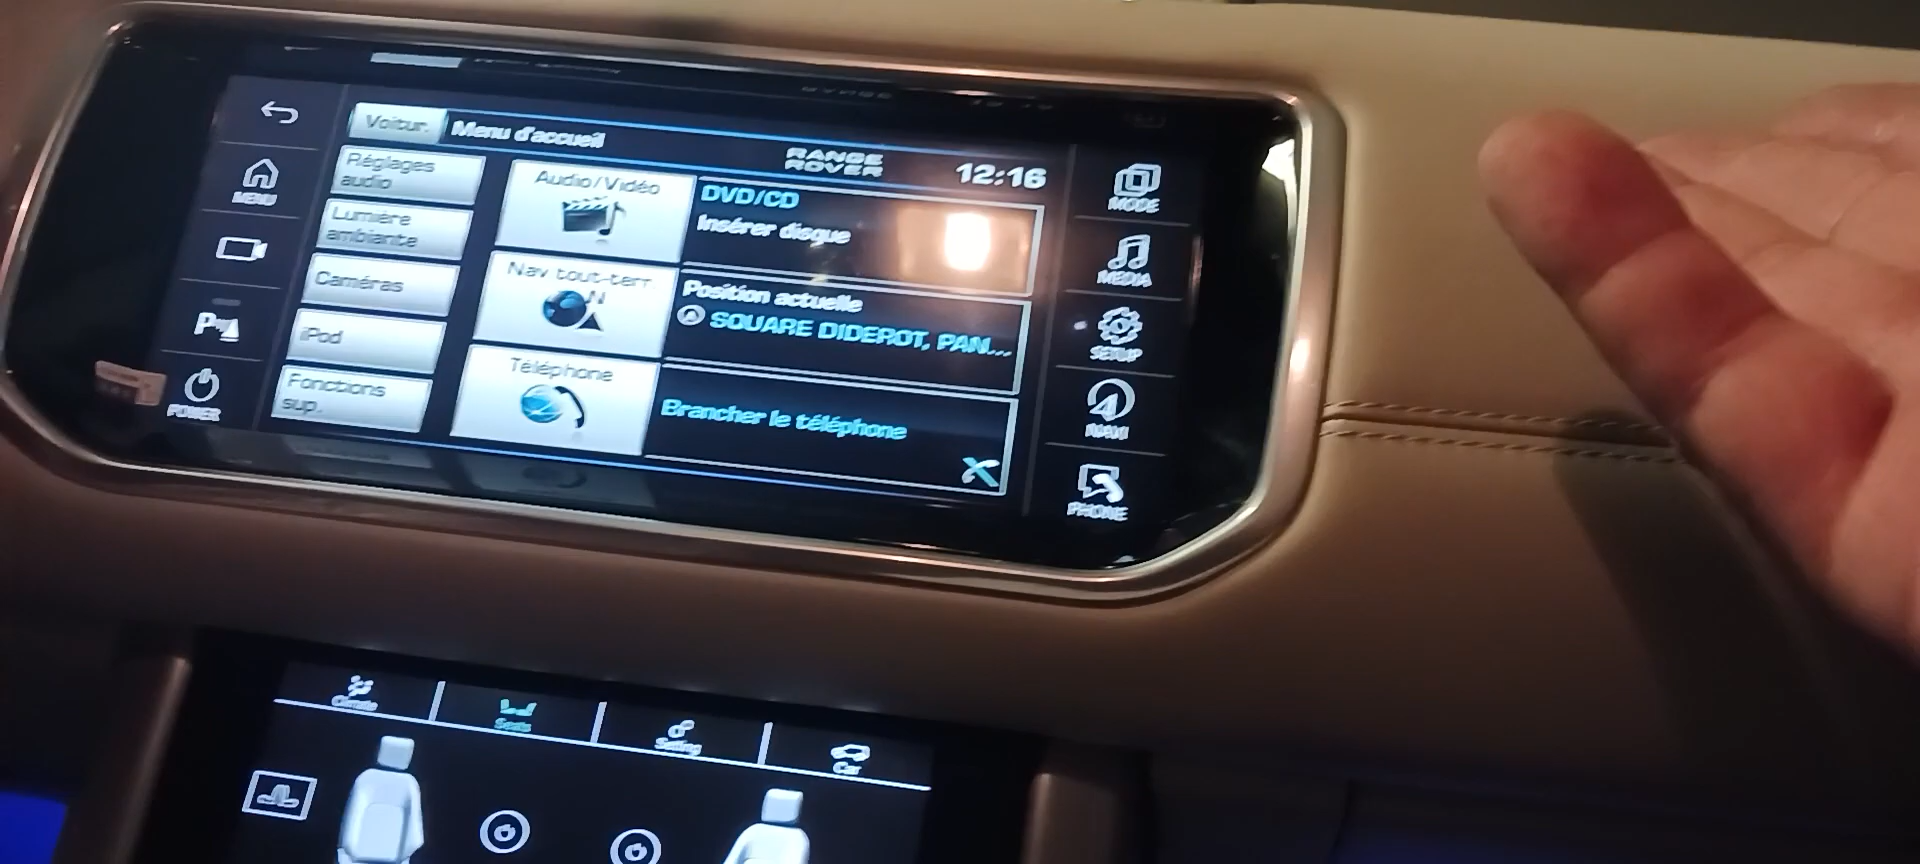 Voitur.
Menu d'accueil
RANGE
ROVER
12:16
MENU
POWER
Réglages
audio
Lumière
ambiante
Caméras
iPod
Fonctions
sup.
Audio/Vidéo
Nav tout-terr
N
Téléphone
DVD/CD
Insérer disque
Position actuelle
SQUARE DIDEROT, PAN...
Brancher le téléphone
MODE
MEDIA
SETUP
NAVI
PHONE
Climate
Seats
Setting
Car